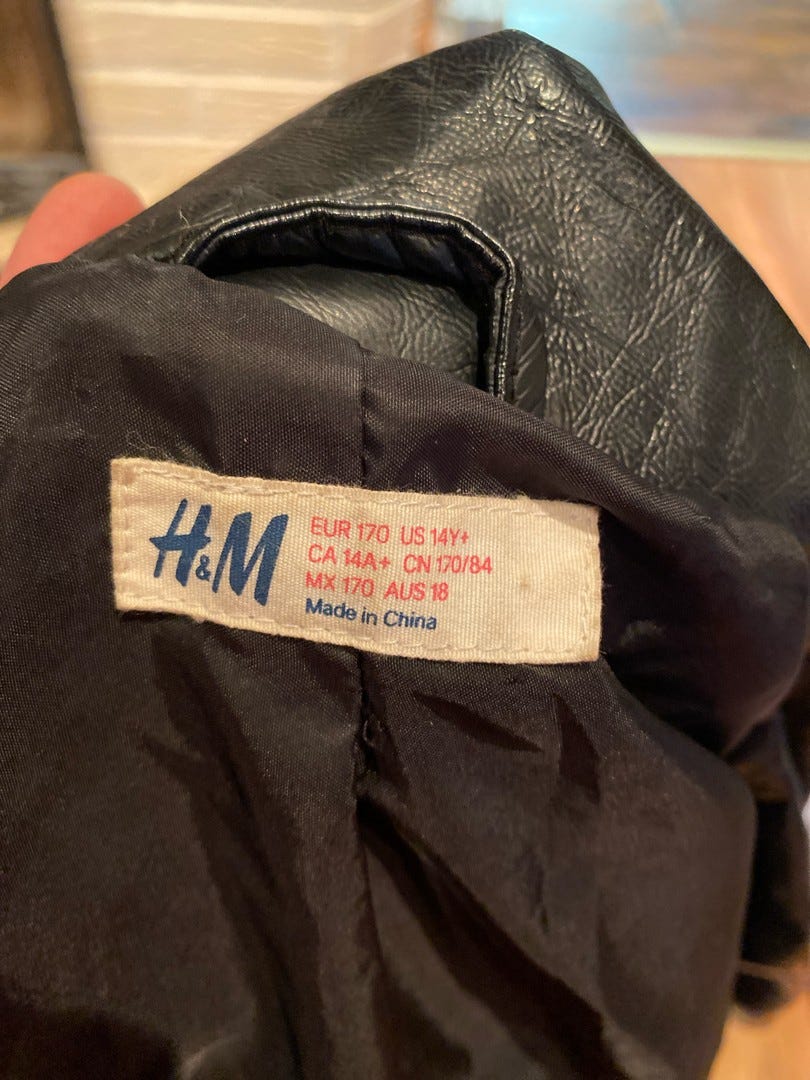 H&M
EUR 170 US 14Y+
CA 14A+ CN 170/84
MX 170 AUS 18
Made in China